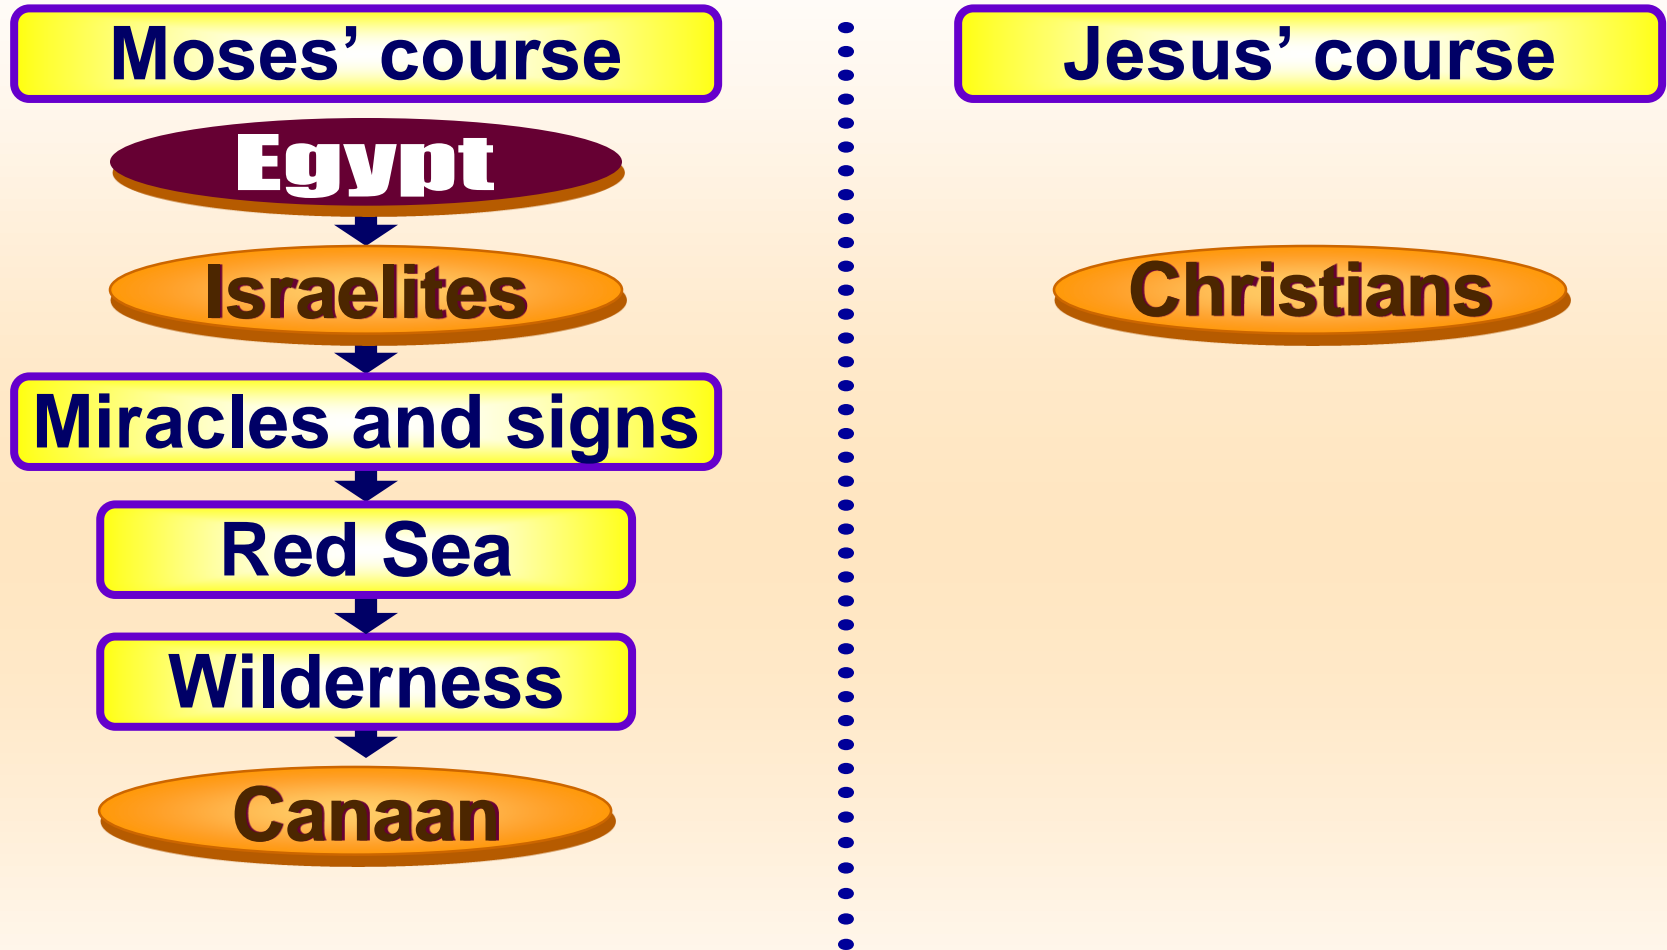 Moses’ course
Egypt
Israelites
Miracles and signs
Red Sea
Wilderness
Canaan
Jesus’ course
Christians